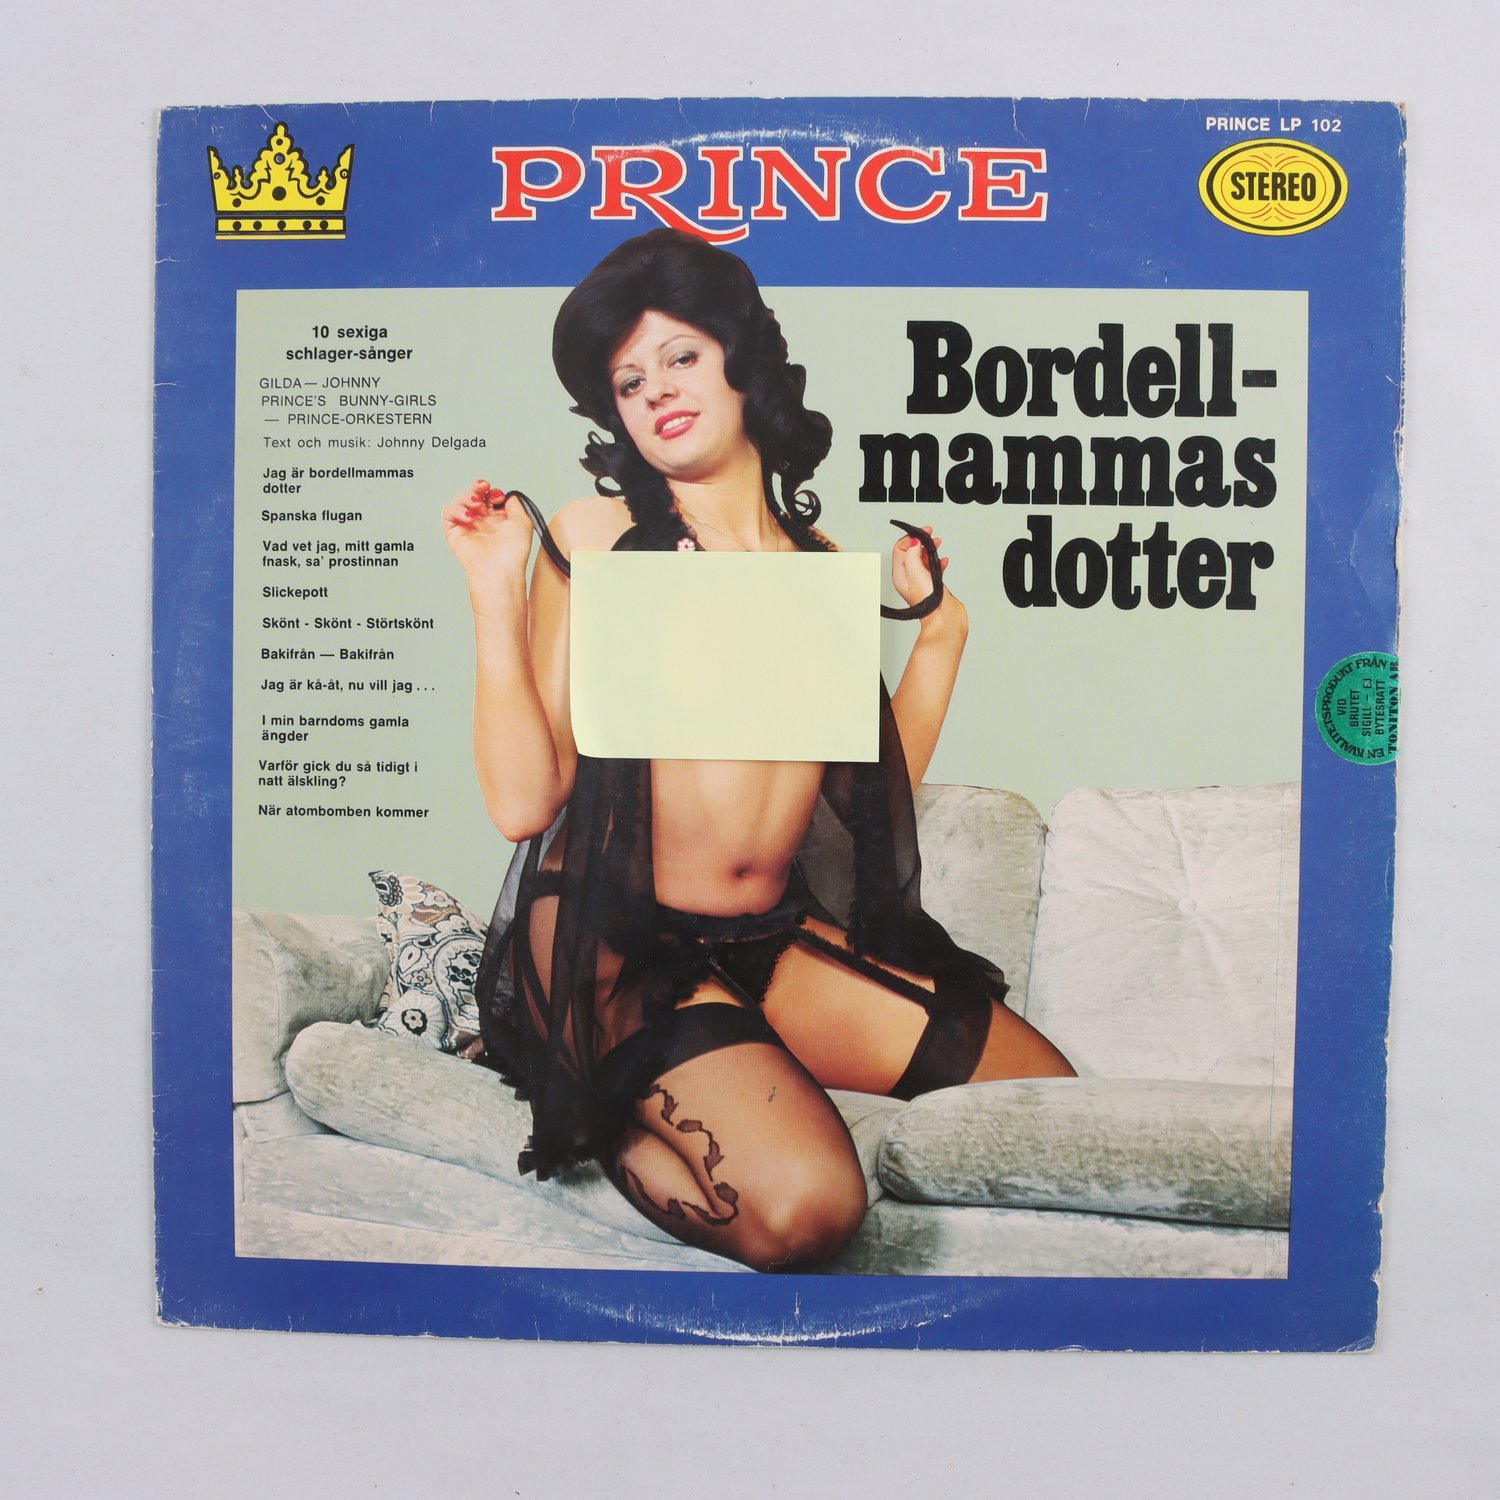 PRINCE LP 102
PRINCE
STEREO
10 sexiga
schlager-sånger
GILDA — JOHNNY
PRINCE'S BUNNY-GIRLS
— PRINCE-ORKESTERN
Text och musik: Johnny Delgada
Jag är bordellmammas
dotter
Spanska flugan
Vad vet jag, mitt gamla
fnask, sa' prostinnan
Slickepott
Skönt - Skönt - Störtskönt
Bakifrån — Bakifrån
Jag är kå-åt, nu vill jag . . .
I min barndoms gamla
ängder
Varför gick du så tidigt i
natt älskling?
När atombomben kommer
Bordell-
mammas
dotter
EN KVALITETSPRODUKT FRÅN
TONITON AB
VID
BRUTET
SIGILL - EJ
BYTESRÄTT